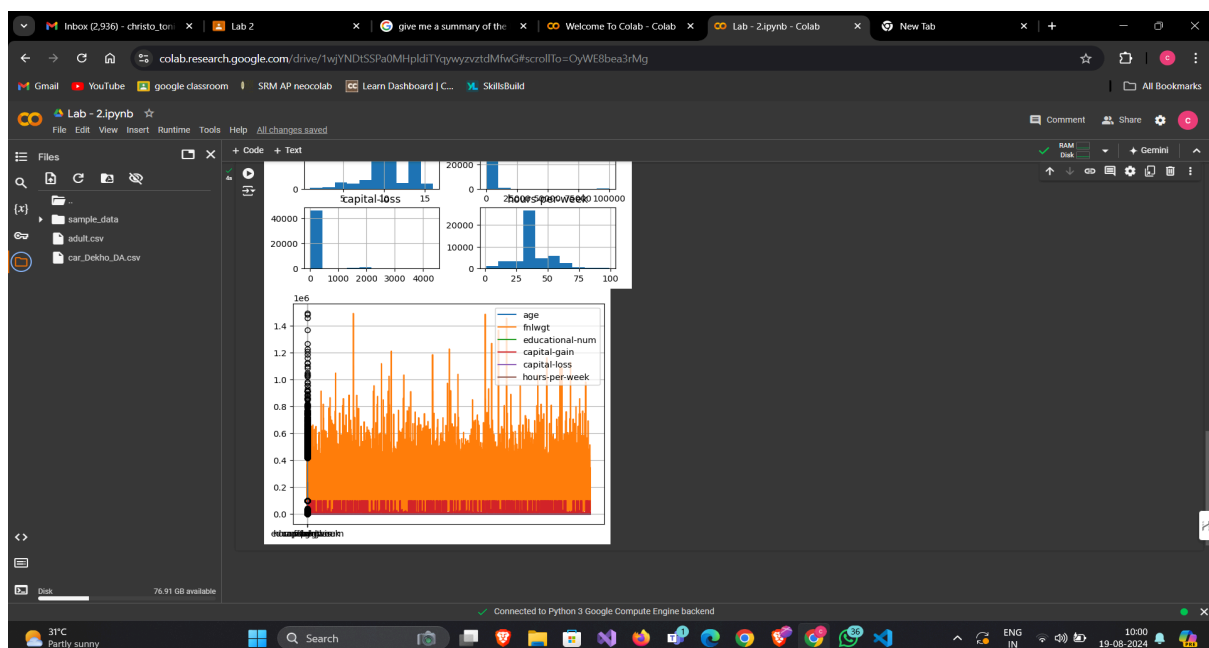 Inbox (2,936) - christo_toni
Lab 2
give me a summary of the
Welcome To Colab - Colab
Lab - 2.ipynb - Colab
New Tab
colab.research.google.com/drive/1wjYNDtSSPa0MHpldiTYqywyzvztdMfwG#scrollTo=OyWE8bea3rMg
Gmail YouTube google classroom SRM AP neocolab Learn Dashboard | C... SkillsBuild All Bookmarks
Lab - 2.ipynb
File Edit View Insert Runtime Tools Help All changes saved
Comment Share
Files
+ Code + Text
RAM
Disk
Gemini
..
sample_data
adult.csv
car_Dekho_DA.csv
4s
{x}
20000
0
0
5 10 15
0 25000 50000 75000 100000
capital-loss
hours-per-week
40000
20000
0
0 1000 2000 3000 4000
20000
10000
0
0 25 50 75 100
1e6
1.4
1.2
1.0
0.8
0.6
0.4
0.2
0.0
age
fnlwgt
educational-num
capital-gain
capital-loss
hours-per-week
Disk 76.91 GB available
Connected to Python 3 Google Compute Engine backend
31°C
Partly sunny
Search
ENG
IN
10:00
19-08-2024